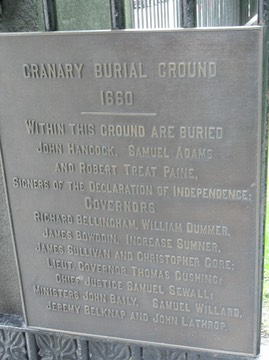 GRANARY BURIAL GROUND
1660
WITHIN THIS GROUND ARE BURIED
JOHN HANCOCK, SAMUEL ADAMS
AND ROBERT TREAT PAINE,
SIGNERS OF THE DECLARATION OF INDEPENDENCE;
GOVERNORS
RICHARD BELLINGHAM, WILLIAM DUMMER,
JAMES BOWDOIN, INCREASE SUMNER,
JAMES SULLIVAN AND CHRISTOPHER GORE;
LIEUT. GOVERNOR THOMAS CUSHING;
CHIEF JUSTICE SAMUEL SEWALL;
MINISTERS JOHN BAILY, SAMUEL WILLARD,
JEREMY BELKNAP AND JOHN LATHROP.